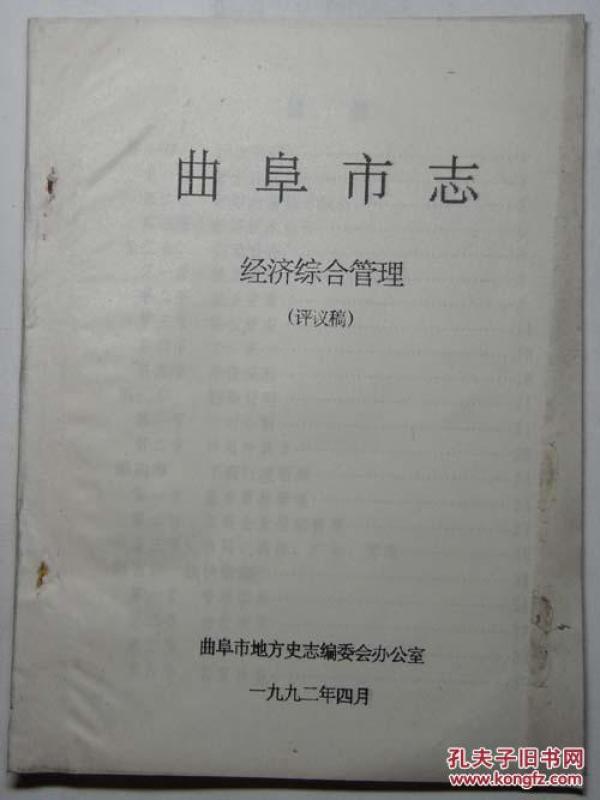 曲阜市志
经济综合管理
(评议稿)
曲阜市地方史志编委会办公室
一九九二年四月
孔夫子旧书网
www.kongfz.com